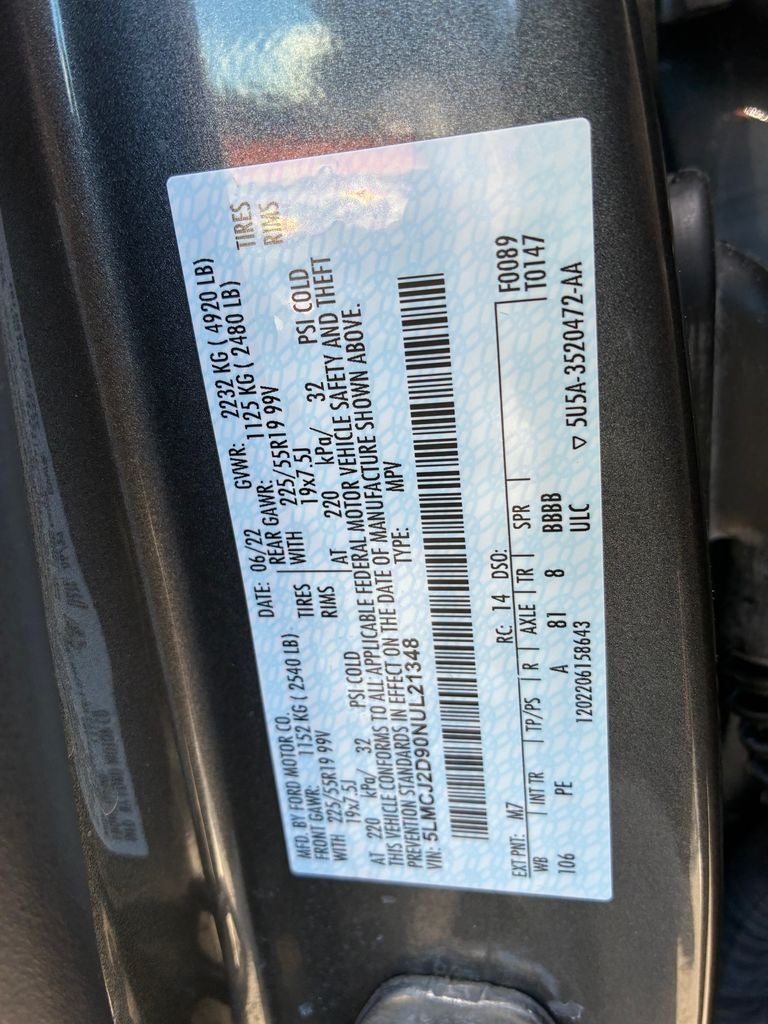 MFD. BY FORD MOTOR CO. DATE: 06/22 GVWR: 2232 KG ( 4920 LB)
FRONT GAWR: 1152 KG ( 2540 LB) REAR GAWR: 1125 KG ( 2480 LB)
WITH 225/55R19 99V TIRES WITH 225/55R19 99V TIRES
19x7.5J RIMS 19x7.5J RIMS
AT 220 kPa/ 32 PSI COLD AT 220 kPa/ 32 PSI COLD
THIS VEHICLE CONFORMS TO ALL APPLICABLE FEDERAL MOTOR VEHICLE SAFETY AND THEFT
PREVENTION STANDARDS IN EFFECT ON THE DATE OF MANUFACTURE SHOWN ABOVE.
VIN: 5LMCJ2D90NUL21348 TYPE: MPV
F0089
T0147
EXT PNT: M7 RC: 14 DSO:
WB INT TR TP/PS R AXLE TR SPR
106 PE A 81 8 BBBB
1202206158643 ULC ▽ 5U5A-3520472-AA